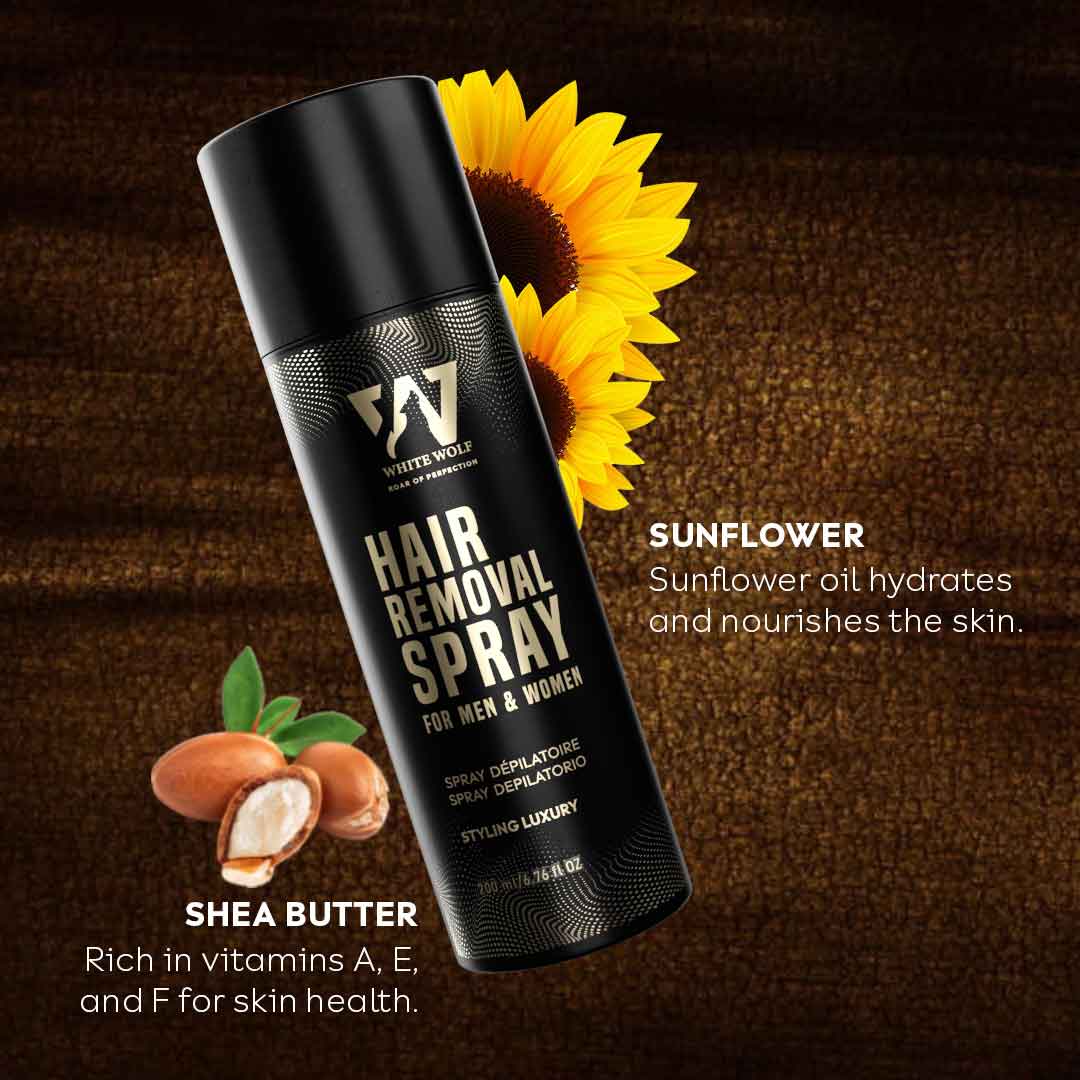 WHITE WOLF
ROAR OF PERFECTION
HAIR
REMOVAL
SPRAY
FOR MEN & WOMEN
SPRAY DÉPILATOIRE
SPRAY DEPILATORIO
STYLING LUXURY
200 ml/6.76 fl OZ
SUNFLOWER
Sunflower oil hydrates
and nourishes the skin.
SHEA BUTTER
Rich in vitamins A, E,
and F for skin health.